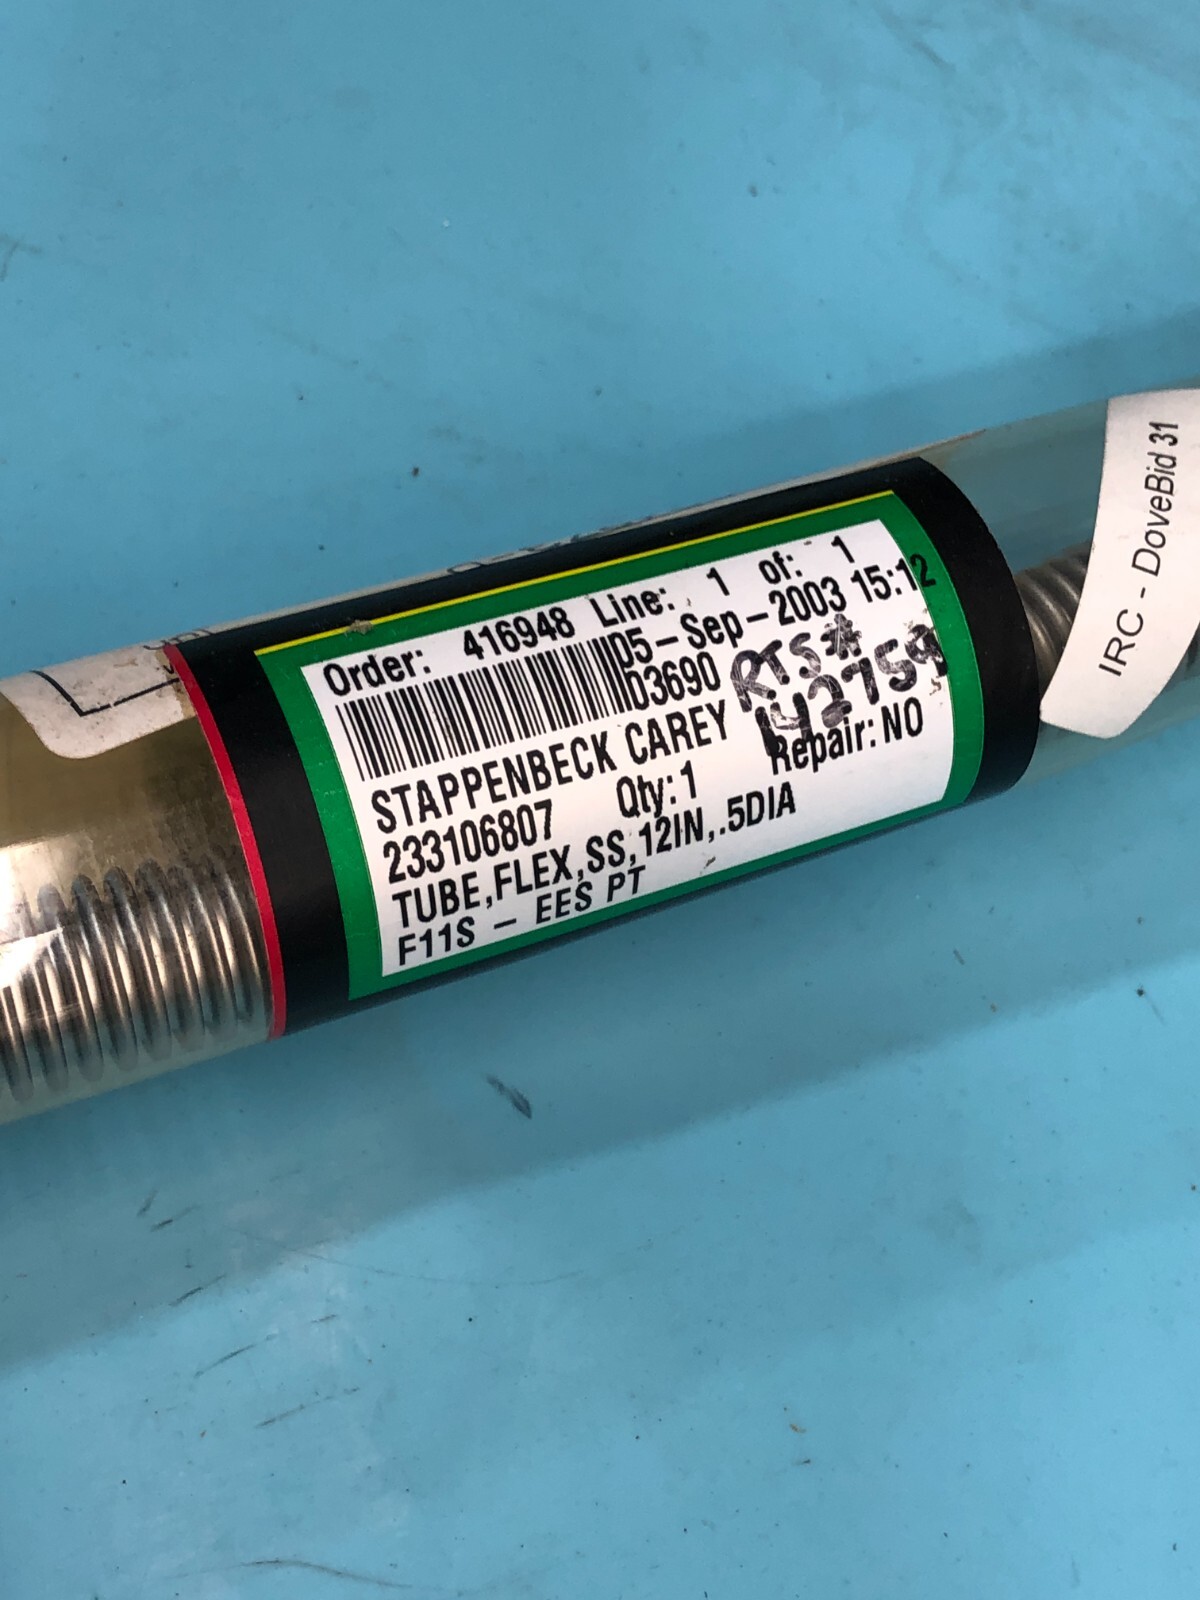 Order: 416948 Line: 1 of: 1
05-Sep-2003 15:12
03690
RTS#
142759
STAPPENBECK CAREY
233106807 Qty: 1 Repair: NO
TUBE,FLEX,SS,12IN,.5DIA
F11S - EES PT
IRC - DoveBid 31